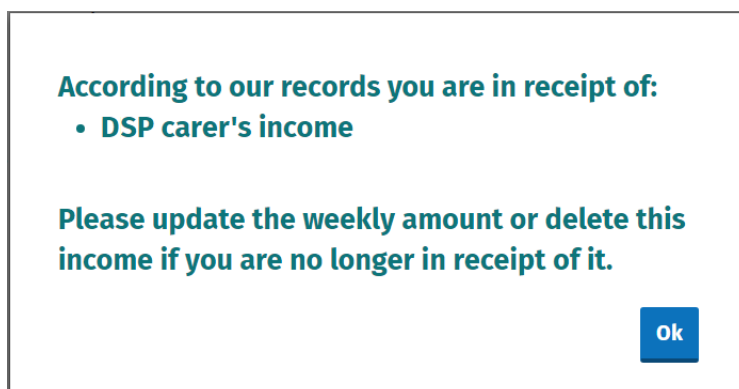 According to our records you are in receipt of:
• DSP carer's income
Please update the weekly amount or delete this
income if you are no longer in receipt of it.
Ok